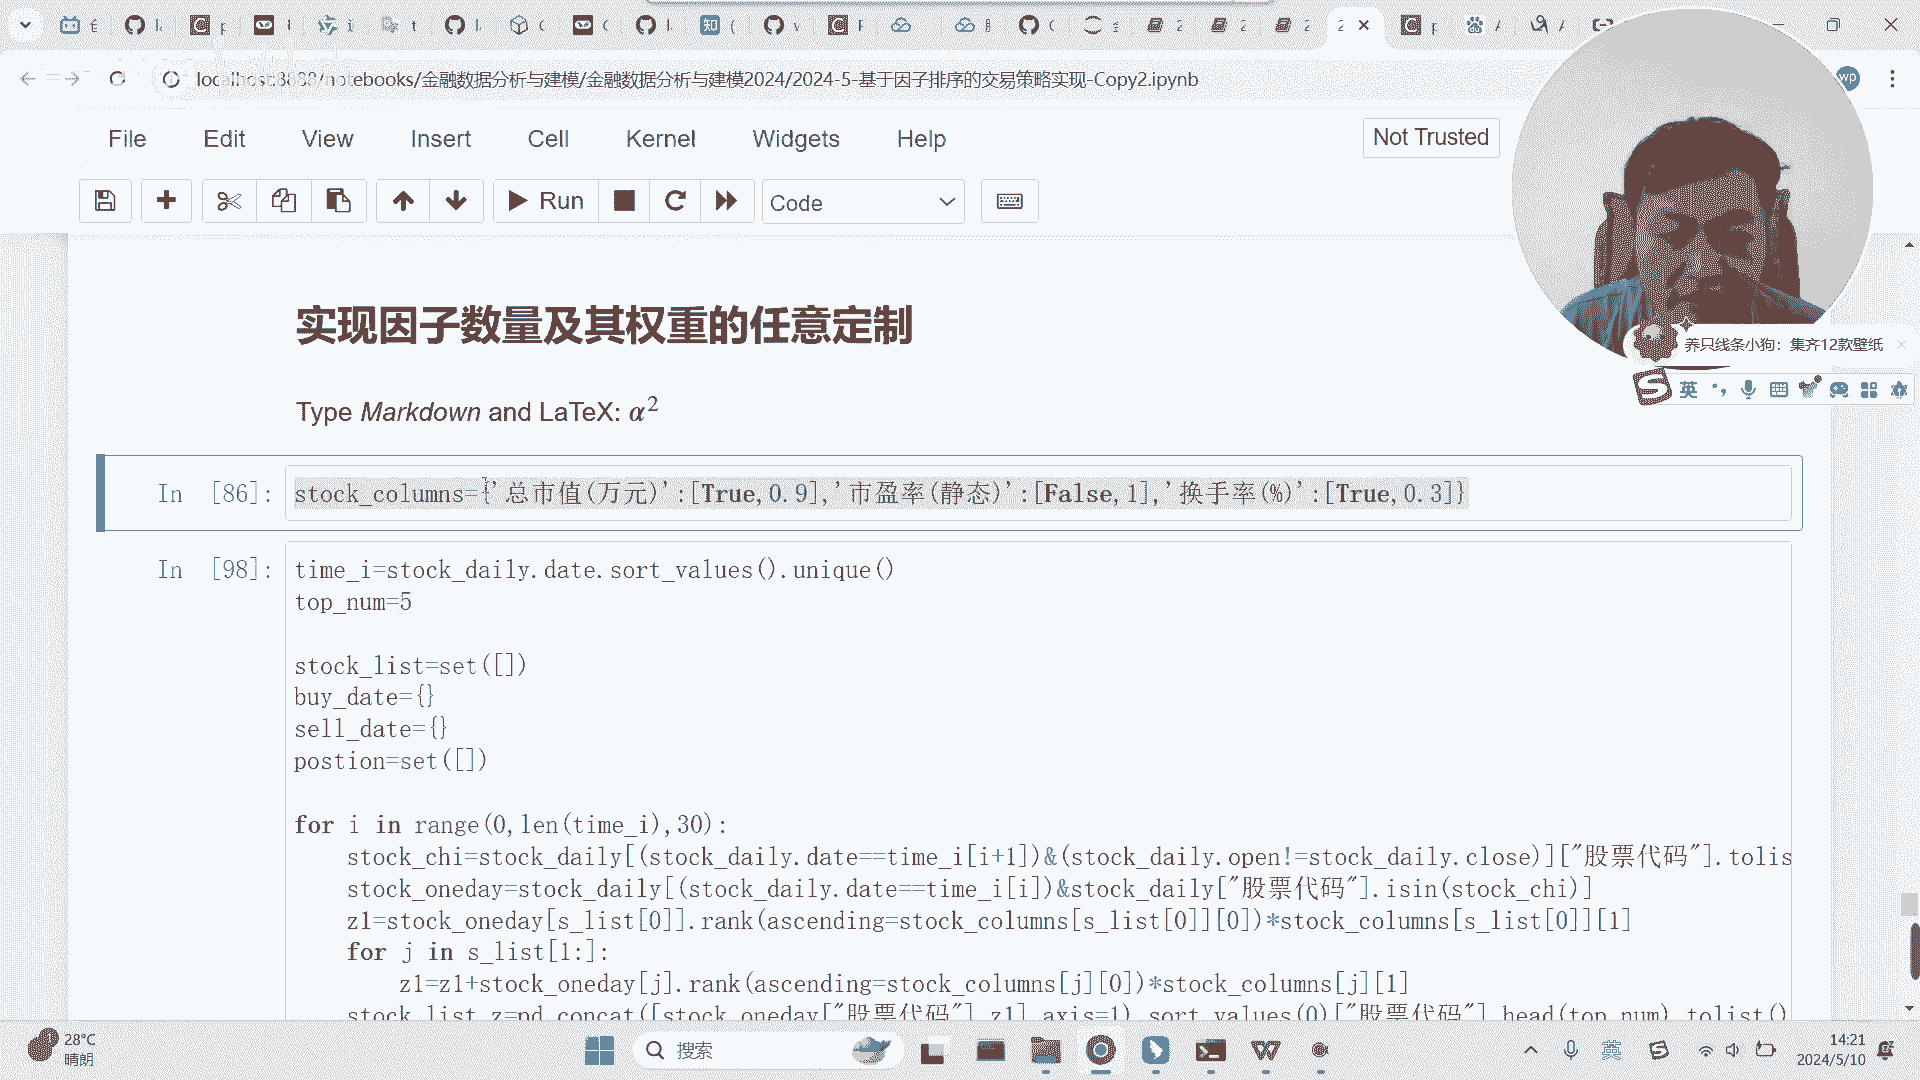 localhost:8888/notebooks/金融数据分析与建模/金融数据分析与建模2024/2024-5-基于因子排序的交易策略实现-Copy2.ipynb
wp
File Edit View Insert Cell Kernel Widgets Help
Not Trusted
Run
Code
实现因子数量及其权重的任意定制
养只线条小狗：集齐12款壁纸
英
Type Markdown and LaTeX: α²
In [86]: stock_columns={'总市值(万元)':[True,0.9],'市盈率(静态)':[False,1],'换手率(%)':[True,0.3]}
In [98]: time_i=stock_daily.date.sort_values().unique()
top_num=5
stock_list=set([])
buy_date={}
sell_date={}
postion=set([])
for i in range(0,len(time_i),30):
stock_chi=stock_daily[(stock_daily.date==time_i[i+1])&(stock_daily.open!=stock_daily.close)]["股票代码"].tolis
stock_oneday=stock_daily[(stock_daily.date==time_i[i])&stock_daily["股票代码"].isin(stock_chi)]
z1=stock_oneday[s_list[0]].rank(ascending=stock_columns[s_list[0]][0])*stock_columns[s_list[0]][1]
for j in s_list[1:]:
z1=z1+stock_oneday[j].rank(ascending=stock_columns[j][0])*stock_columns[j][1]
stock_list_z=pd.concat([stock_oneday["股票代码"],z1],axis=1).sort_values(0)["股票代码"].head(top_num).tolist()
28°C
晴朗
搜索
英
14:21
2024/5/10